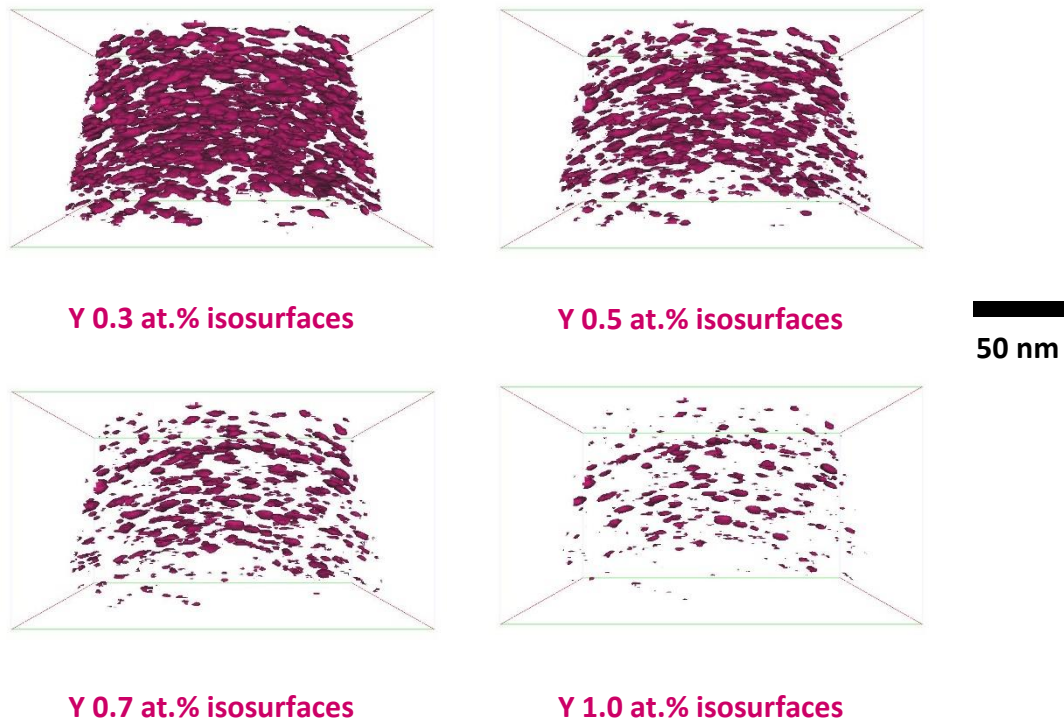 Y 0.3 at.% isosurfaces
Y 0.5 at.% isosurfaces
50 nm
Y 0.7 at.% isosurfaces
Y 1.0 at.% isosurfaces